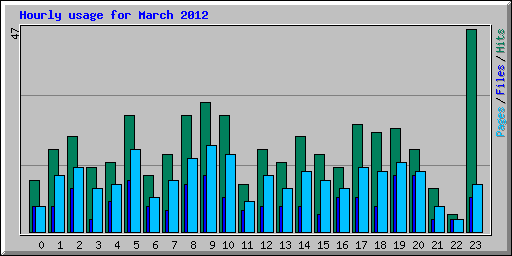 Hourly usage for March 2012
47
Pages / Files / Hits
0 1 2 3 4 5 6 7 8 9 10 11 12 13 14 15 16 17 18 19 20 21 22 23